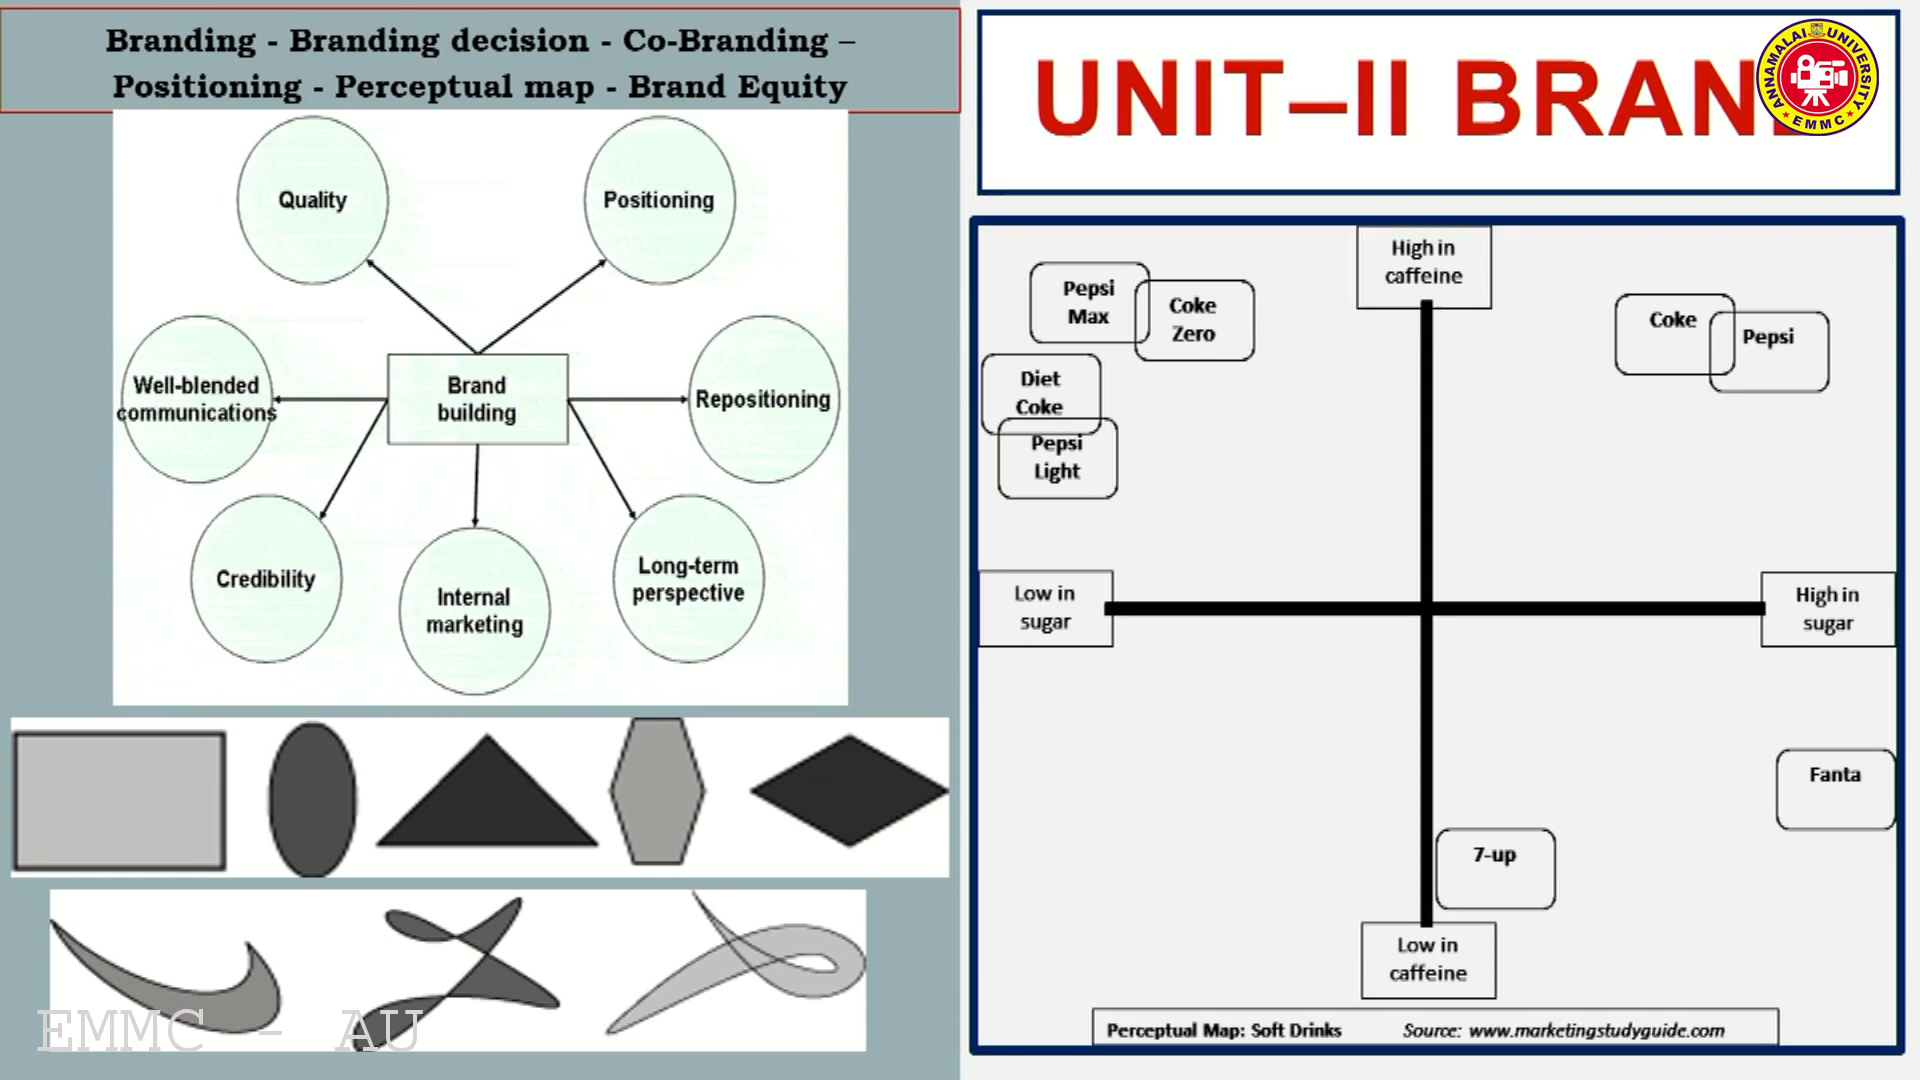 Branding - Branding decision - Co-Branding –
Positioning - Perceptual map - Brand Equity
Quality
Positioning
Well-blended
communications
Brand
building
Repositioning
Credibility
Internal
marketing
Long-term
perspective
EMMC - AU
UNIT–II BRAN
ANNAMALAI UNIVERSITY
EMMC
High in
caffeine
Pepsi
Max
Coke
Zero
Coke
Pepsi
Diet
Coke
Pepsi
Light
Low in
sugar
High in
sugar
Fanta
7-up
Low in
caffeine
Perceptual Map: Soft Drinks Source: www.marketingstudyguide.com